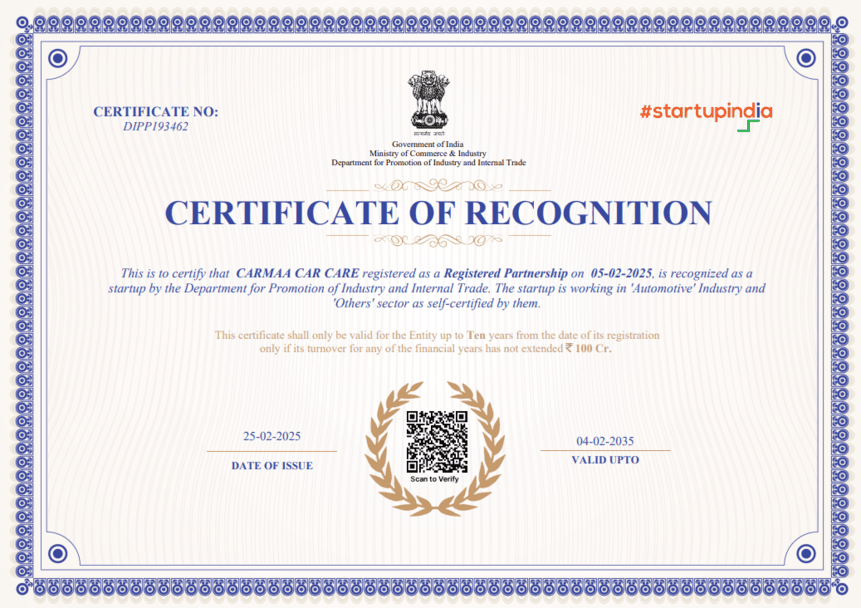 CERTIFICATE NO:
DIPP193462
#startupindia
सत्यमेव जयते
Government of India
Ministry of Commerce & Industry
Department for Promotion of Industry and Internal Trade
CERTIFICATE OF RECOGNITION
This is to certify that CARMAA CAR CARE registered as a Registered Partnership on 05-02-2025, is recognized as a
startup by the Department for Promotion of Industry and Internal Trade. The startup is working in 'Automotive' Industry and
'Others' sector as self-certified by them.
This certificate shall only be valid for the Entity up to Ten years from the date of its registration
only if its turnover for any of the financial years has not extended ₹ 100 Cr.
25-02-2025
DATE OF ISSUE
Scan to Verify
04-02-2035
VALID UPTO